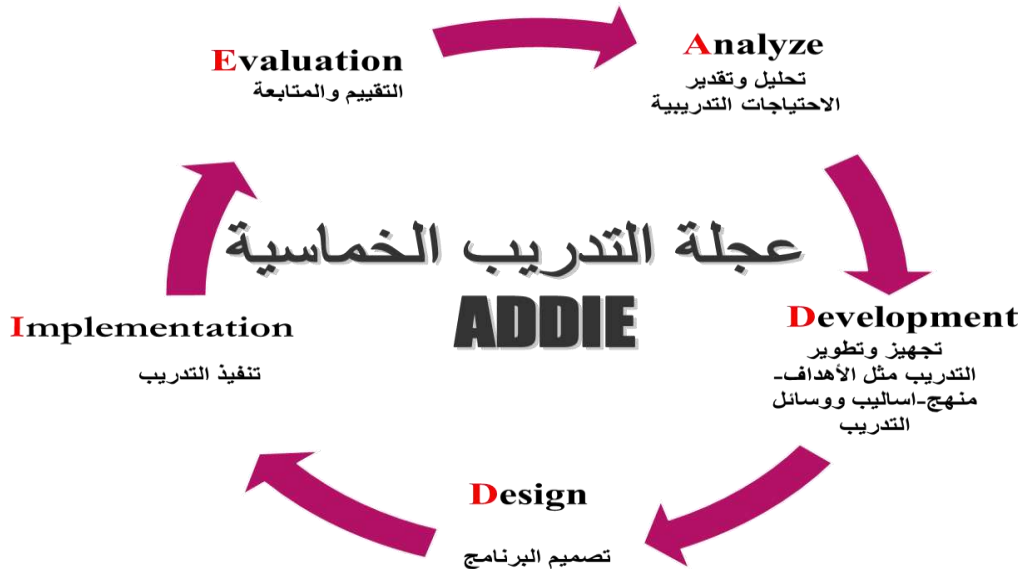 عجلة التدريب الخماسية
ADDIE
Analyze
تحليل وتقدير
الاحتياجات التدريبية
Development
تجهيز وتطوير
التدريب مثل الأهداف-
منهج-اساليب ووسائل
التدريب
Design
تصميم البرنامج
Implementation
تنفيذ التدريب
Evaluation
التقييم والمتابعة